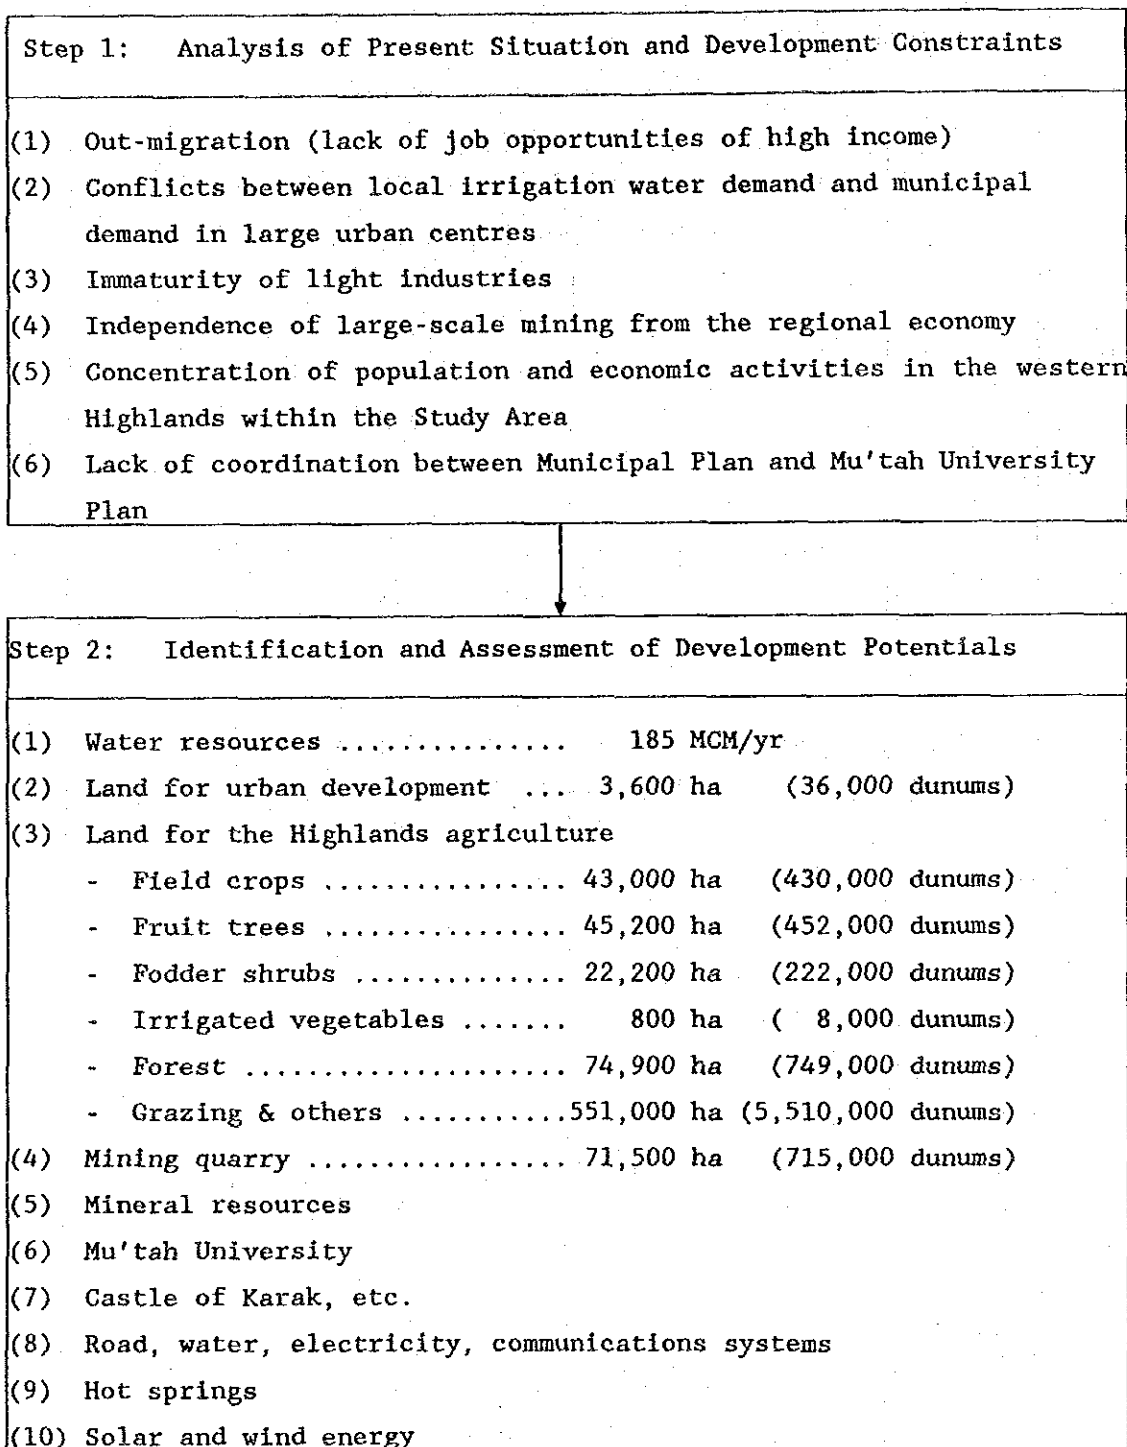 Step 1: Analysis of Present Situation and Development Constraints
(1) Out-migration (lack of job opportunities of high income)
(2) Conflicts between local irrigation water demand and municipal
demand in large urban centres
(3) Immaturity of light industries
(4) Independence of large-scale mining from the regional economy
(5) Concentration of population and economic activities in the western
Highlands within the Study Area
(6) Lack of coordination between Municipal Plan and Mu'tah University
Plan
Step 2: Identification and Assessment of Development Potentials
(1) Water resources ............... 185 MCM/yr
(2) Land for urban development ... 3,600 ha (36,000 dunums)
(3) Land for the Highlands agriculture
- Field crops ................ 43,000 ha (430,000 dunums)
- Fruit trees ................ 45,200 ha (452,000 dunums)
- Fodder shrubs .............. 22,200 ha (222,000 dunums)
- Irrigated vegetables ....... 800 ha ( 8,000 dunums)
- Forest ..................... 74,900 ha (749,000 dunums)
- Grazing & others ...........551,000 ha (5,510,000 dunums)
(4) Mining quarry ................. 71,500 ha (715,000 dunums)
(5) Mineral resources
(6) Mu'tah University
(7) Castle of Karak, etc.
(8) Road, water, electricity, communications systems
(9) Hot springs
(10) Solar and wind energy